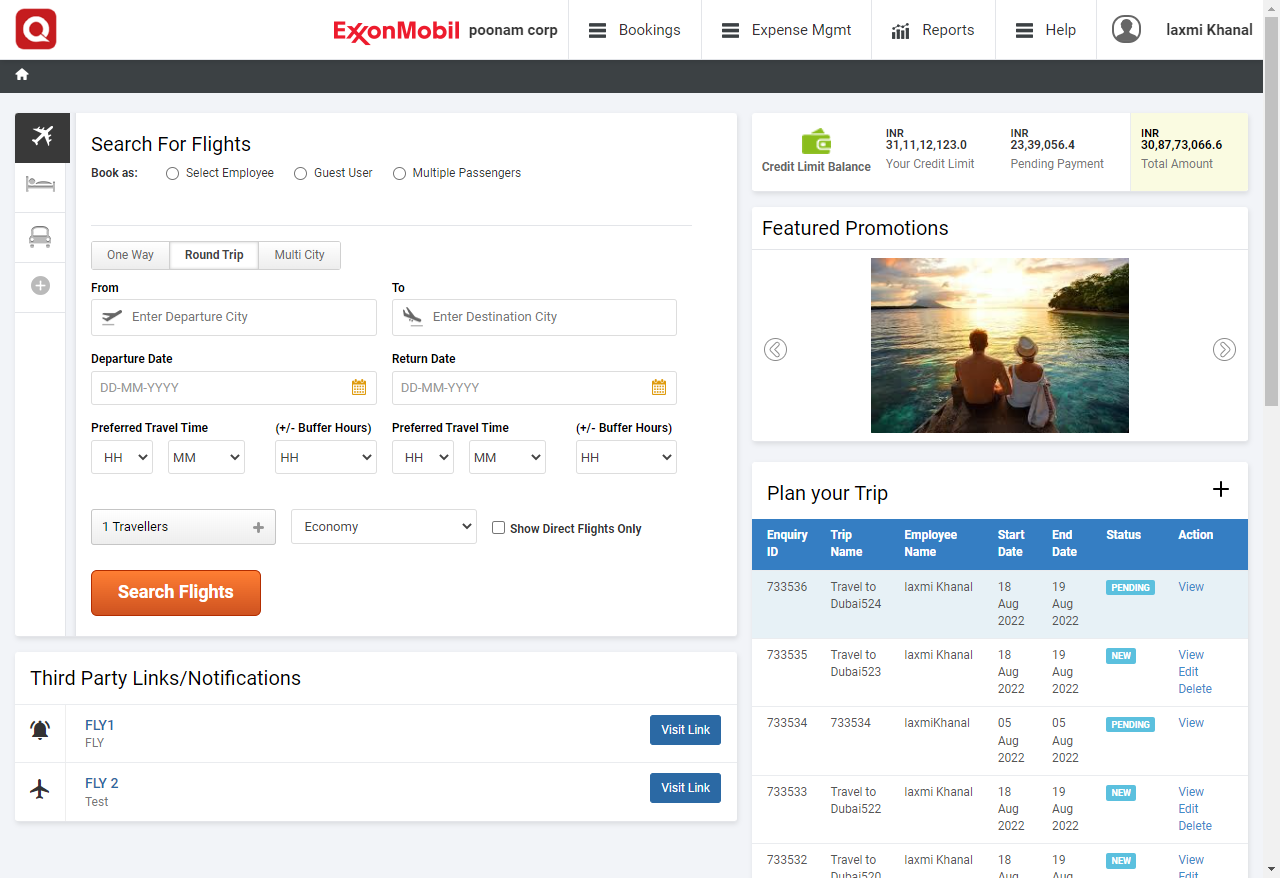 Q
ExxonMobil
poonam corp
Bookings
Expense Mgmt
Reports
Help
laxmi Khanal
Search For Flights
Book as:
Select Employee
Guest User
Multiple Passengers
One Way
Round Trip
Multi City
From
To
Enter Departure City
Enter Destination City
Departure Date
Return Date
DD-MM-YYYY
DD-MM-YYYY
Preferred Travel Time
(+/- Buffer Hours)
Preferred Travel Time
(+/- Buffer Hours)
HH
MM
HH
HH
MM
HH
1 Travellers
Economy
Show Direct Flights Only
Search Flights
Third Party Links/Notifications
FLY1
FLY
Visit Link
FLY 2
Test
Visit Link
Credit Limit Balance
INR
31,11,12,123.0
Your Credit Limit
INR
23,39,056.4
Pending Payment
INR
30,87,73,066.6
Total Amount
Featured Promotions
Plan your Trip
Enquiry ID
Trip Name
Employee Name
Start Date
End Date
Status
Action
733536
Travel to Dubai524
laxmi Khanal
18 Aug 2022
19 Aug 2022
PENDING
View
733535
Travel to Dubai523
laxmi Khanal
18 Aug 2022
19 Aug 2022
NEW
View
Edit
Delete
733534
733534
laxmiKhanal
05 Aug 2022
05 Aug 2022
PENDING
View
733533
Travel to Dubai522
laxmi Khanal
18 Aug 2022
19 Aug 2022
NEW
View
Edit
Delete
733532
Travel to Dubai520
laxmi Khanal
18 Aug
19 Aug
NEW
View
Edit